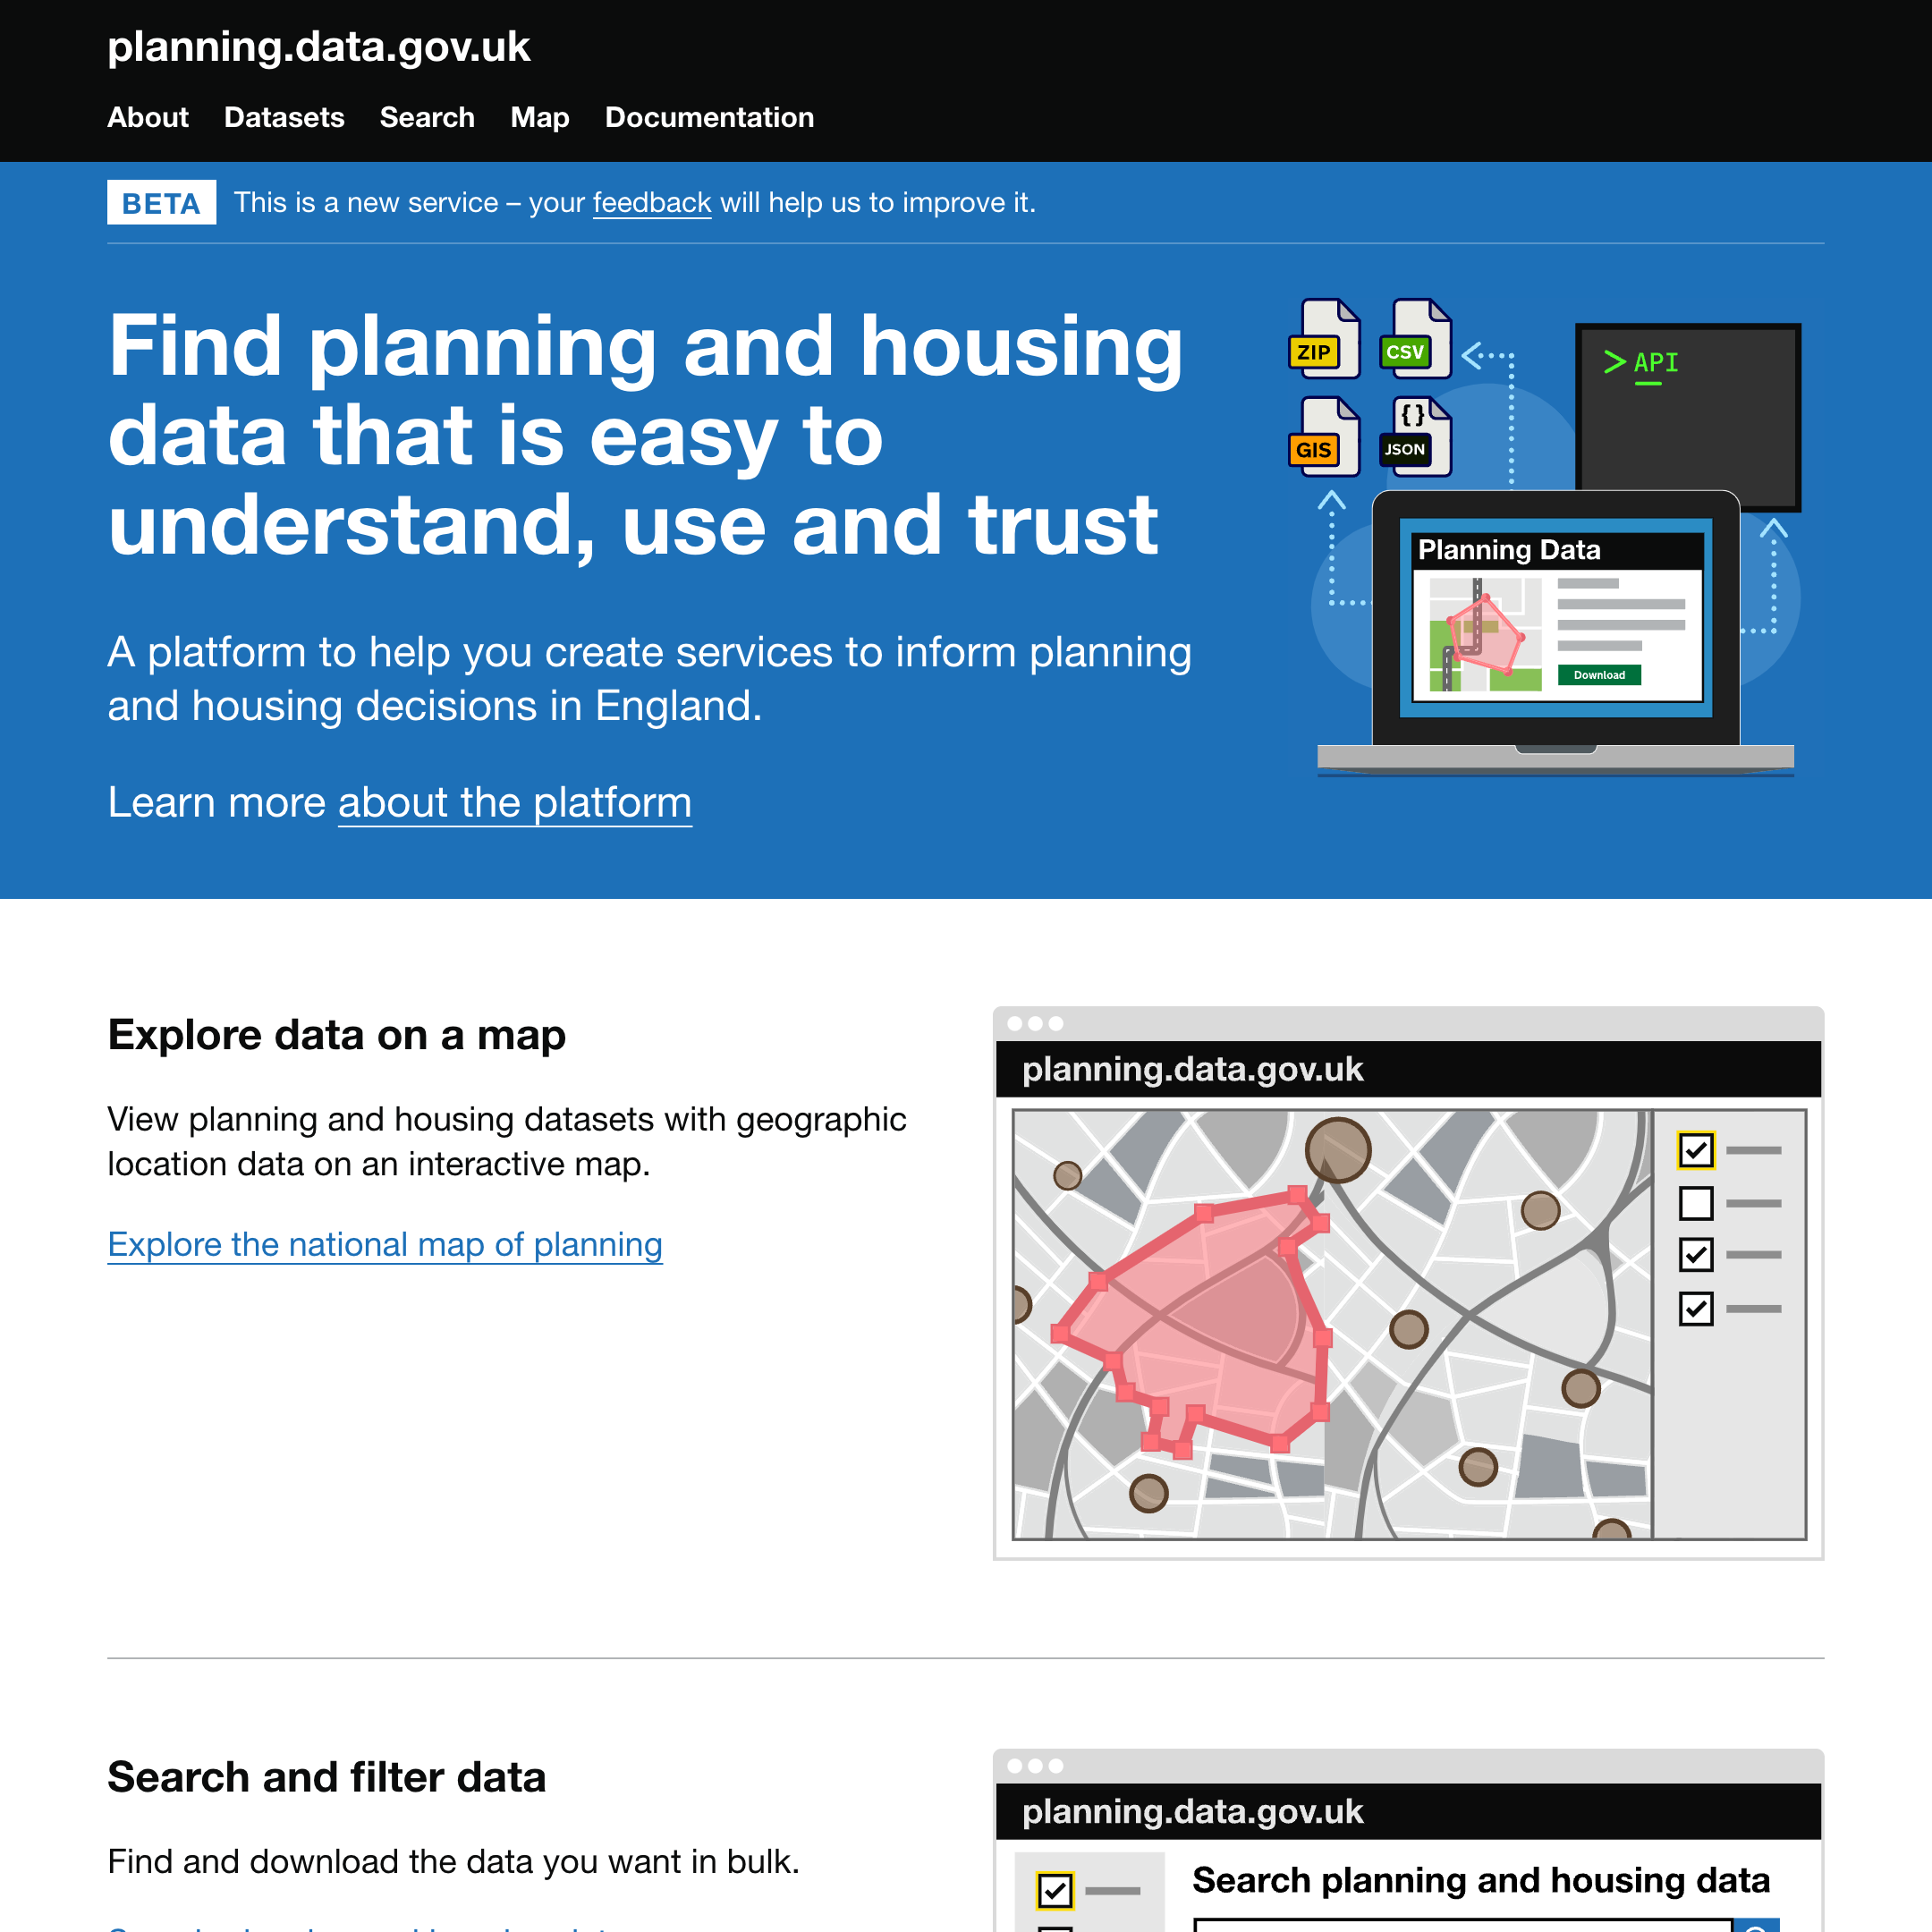 planning.data.gov.uk
About Datasets Search Map Documentation
BETA This is a new service – your feedback will help us to improve it.
Find planning and housing
data that is easy to
understand, use and trust
A platform to help you create services to inform planning
and housing decisions in England.
Learn more about the platform
ZIP
CSV
GIS
{}
JSON
> API
Planning Data
Download
Explore data on a map
View planning and housing datasets with geographic
location data on an interactive map.
Explore the national map of planning
planning.data.gov.uk
Search and filter data
Find and download the data you want in bulk.
planning.data.gov.uk
Search planning and housing data